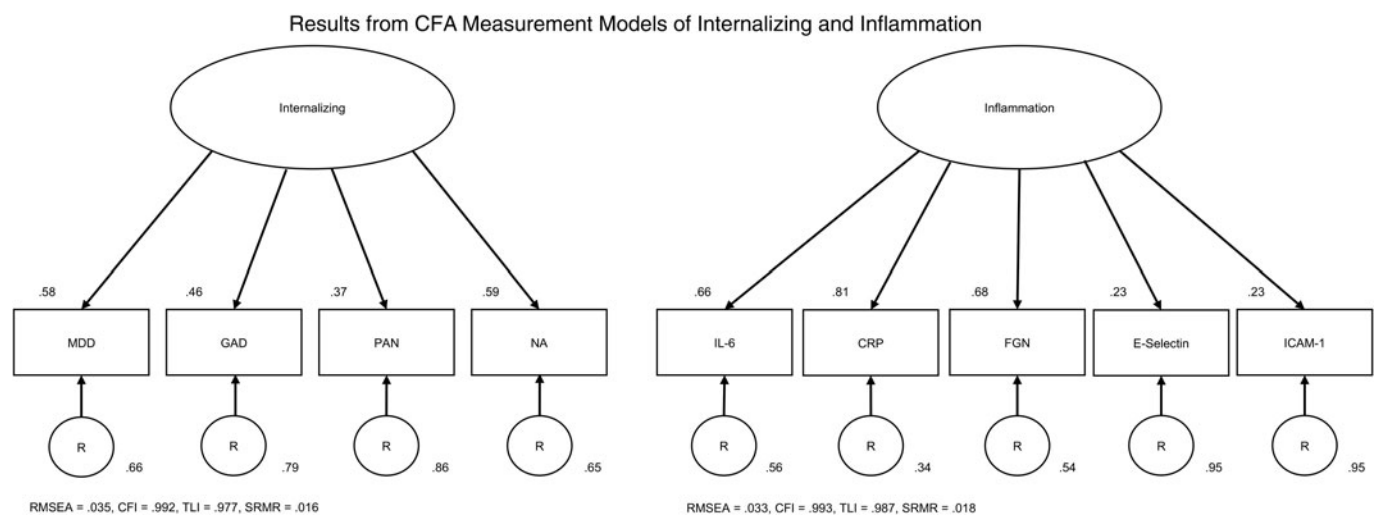 Results from CFA Measurement Models of Internalizing and Inflammation
Internalizing
Inflammation
.58 .46 .37 .59
.66 .81 .68 .23 .23
MDD GAD PAN NA
IL-6 CRP FGN E-Selectin ICAM-1
R R R R
R R R R R
.66 .79 .86 .65
.56 .34 .54 .95 .95
RMSEA = .035, CFI = .992, TLI = .977, SRMR = .016
RMSEA = .033, CFI = .993, TLI = .987, SRMR = .018